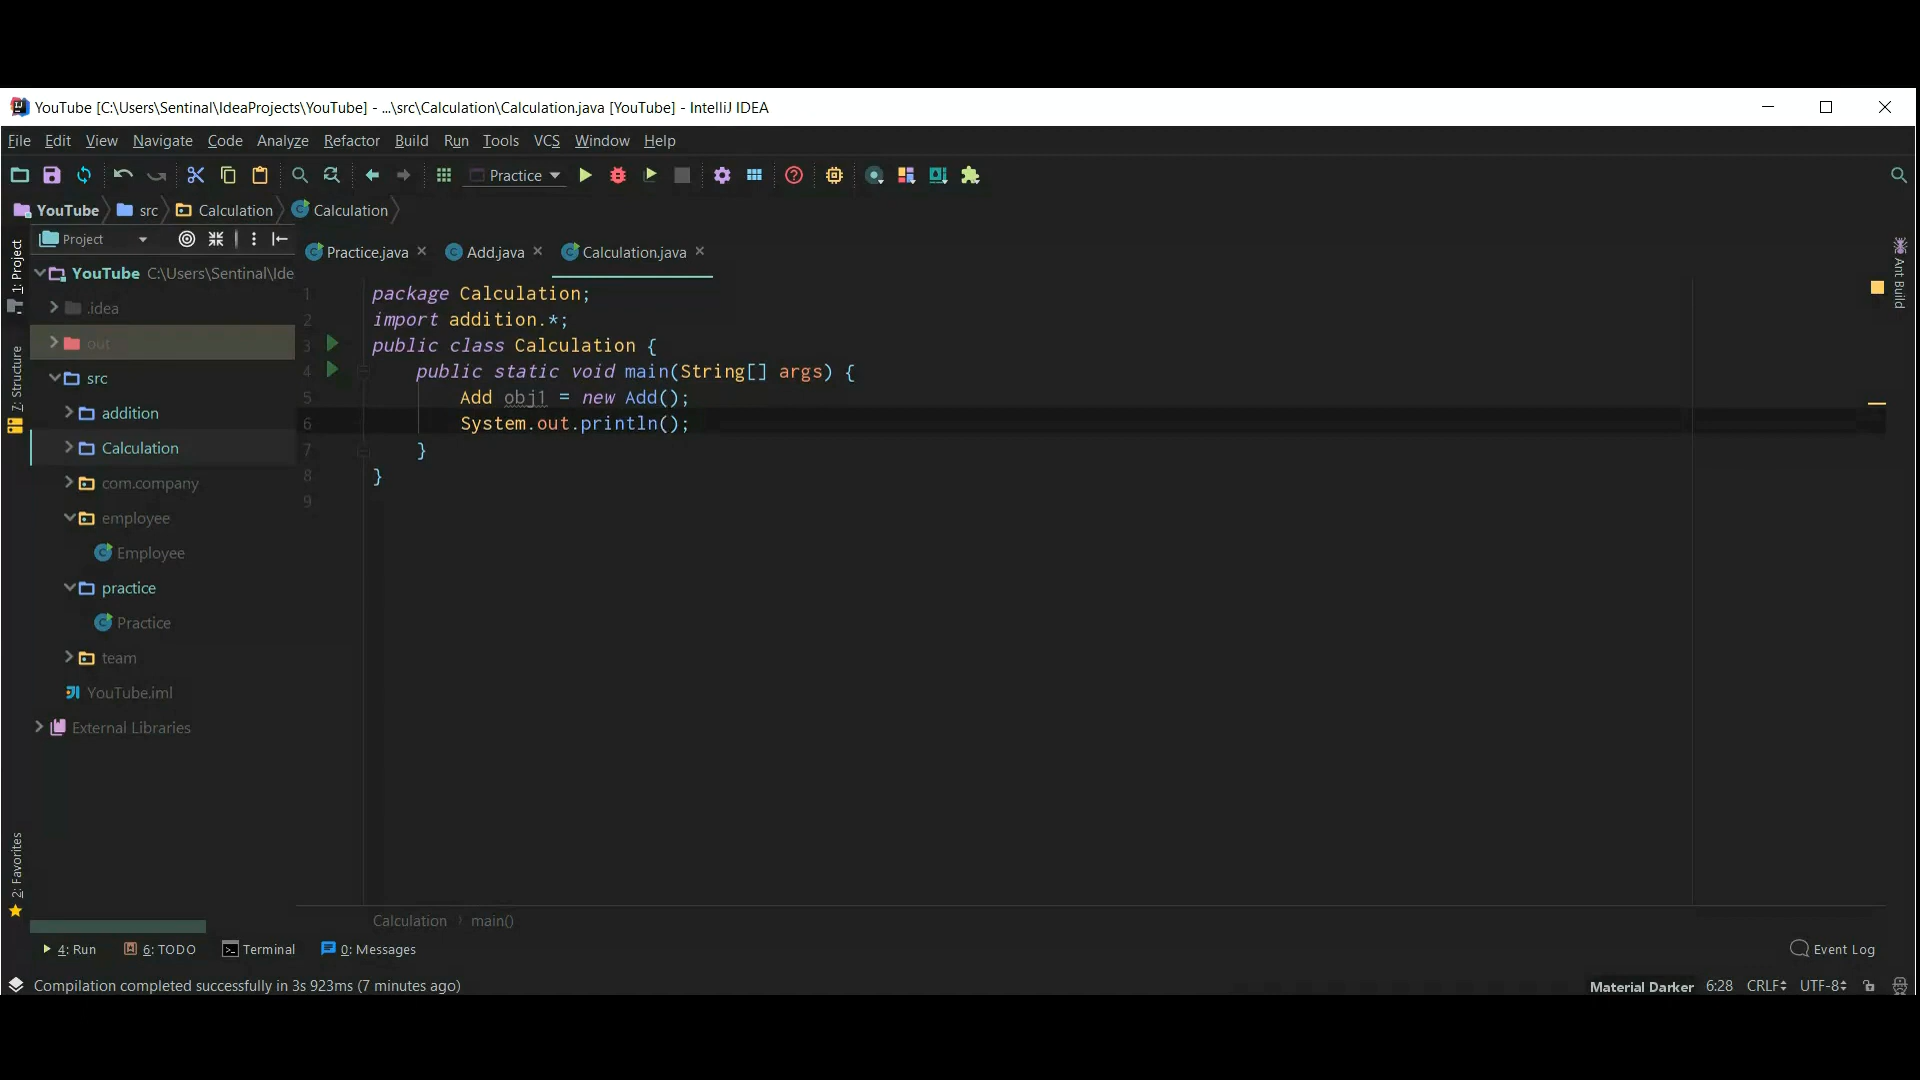 YouTube [C:\Users\Sentinal\IdeaProjects\YouTube] - ...\src\Calculation\Calculation.java [YouTube] - IntelliJ IDEA
File Edit View Navigate Code Analyze Refactor Build Run Tools VCS Window Help
Practice
YouTube src Calculation Calculation
Project
Practice.java Add.java Calculation.java
1: Project
Z: Structure
2: Favorites
Ant Build
YouTube C:\Users\Sentinal\Ide
.idea
out
src
addition
Calculation
com.company
employee
Employee
practice
Practice
team
YouTube.iml
External Libraries
1 package Calculation;
2 import addition.*;
3 public class Calculation {
4 public static void main(String[] args) {
5 Add obj1 = new Add();
6 System.out.println();
7 }
8 }
9
Calculation main()
4: Run 6: TODO Terminal 0: Messages Event Log
Compilation completed successfully in 3s 923ms (7 minutes ago) Material Darker 6:28 CRLF UTF-8